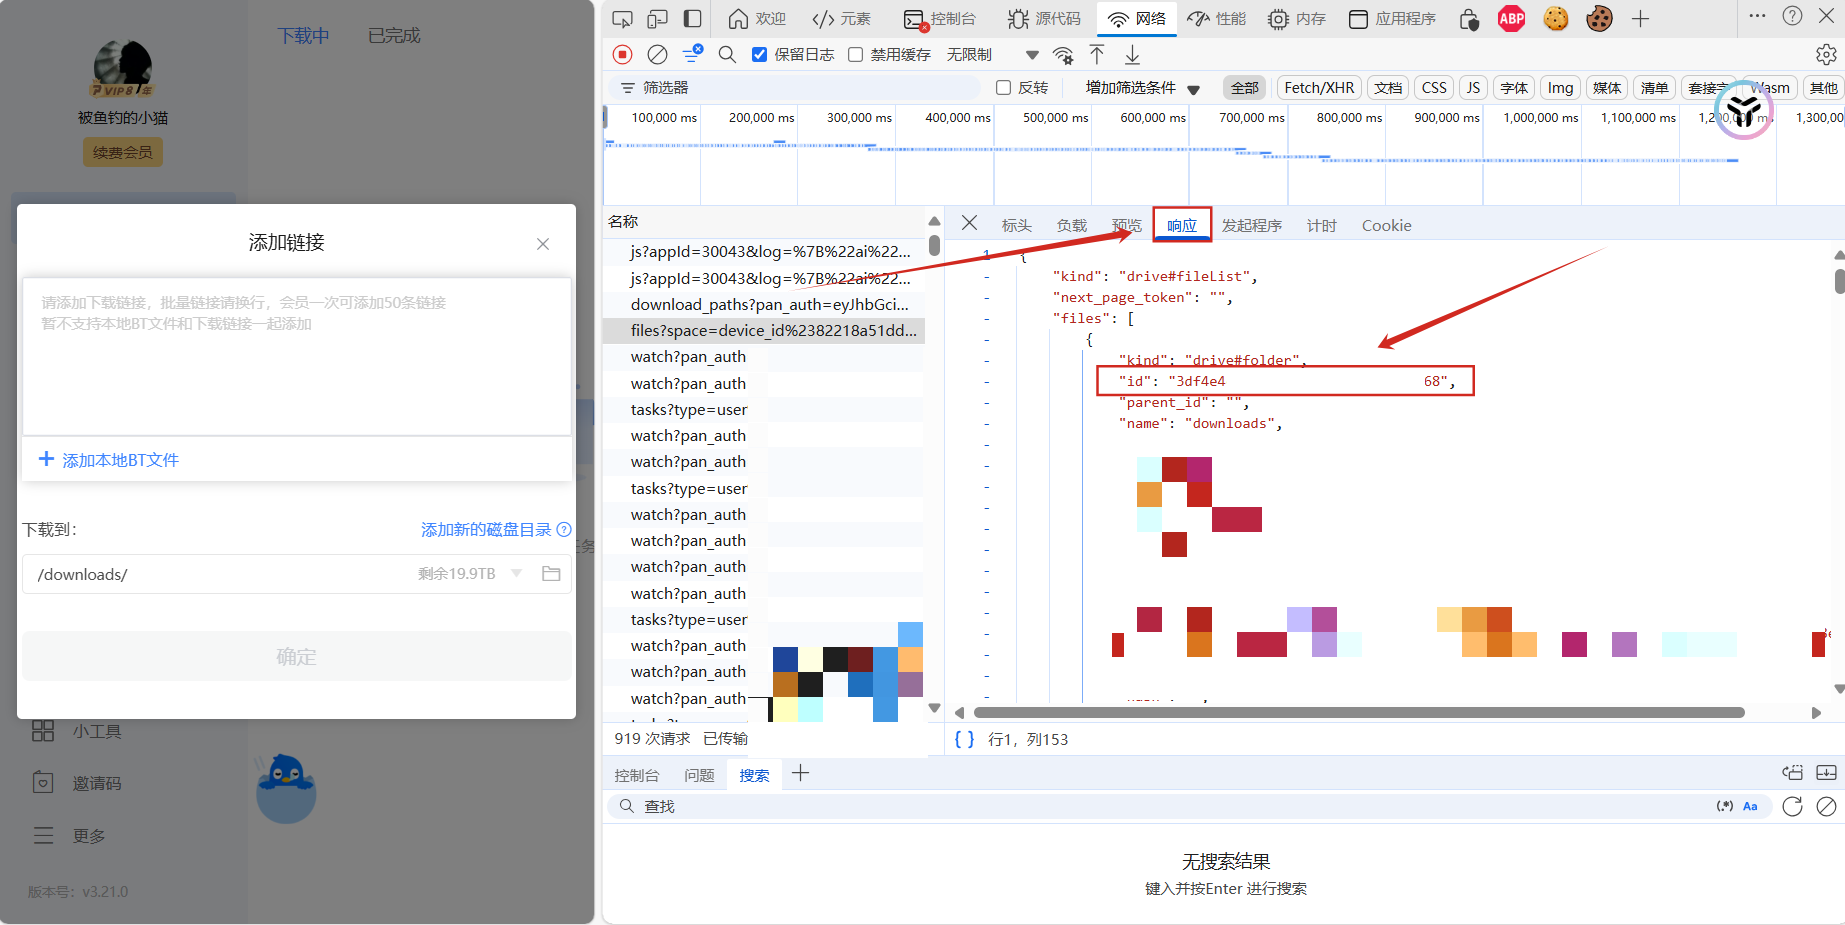 下载中
已完成
VIP8年
被鱼钓的小猫
续费会员
添加链接
请添加下载链接，批量链接请换行，会员一次可添加50条链接
暂不支持本地BT文件和下载链接一起添加
添加本地BT文件
下载到：
添加新的磁盘目录
/downloads/
剩余19.9TB
确定
小工具
邀请码
更多
版本号：v3.21.0
欢迎
元素
控制台
源代码
网络
性能
内存
应用程序
ABP
保留日志
禁用缓存
无限制
筛选器
反转
增加筛选条件
全部
Fetch/XHR
文档
CSS
JS
字体
Img
媒体
清单
套接字
Wasm
其他
100,000 ms
200,000 ms
300,000 ms
400,000 ms
500,000 ms
600,000 ms
700,000 ms
800,000 ms
900,000 ms
1,000,000 ms
1,100,000 ms
1,200,000 ms
1,300,00
名称
js?appId=30043&log=%7B%22ai%22...
js?appId=30043&log=%7B%22ai%22...
download_paths?pan_auth=eyJhbGci...
files?space=device_id%2382218a51dd...
watch?pan_auth
watch?pan_auth
tasks?type=user
watch?pan_auth
watch?pan_auth
tasks?type=user
watch?pan_auth
watch?pan_auth
watch?pan_auth
watch?pan_auth
tasks?type=user
watch?pan_auth
watch?pan_auth
watch?pan_auth
919 次请求
已传输
标头
负载
预览
响应
发起程序
计时
Cookie
1
{
"kind": "drive#fileList",
"next_page_token": "",
"files": [
{
"kind": "drive#folder",
"id": "3df4e4 68",
"parent_id": "",
"name": "downloads",
{ } 行1，列153
控制台
问题
搜索
查找
(.*)
Aa
无搜索结果
键入并按Enter 进行搜索